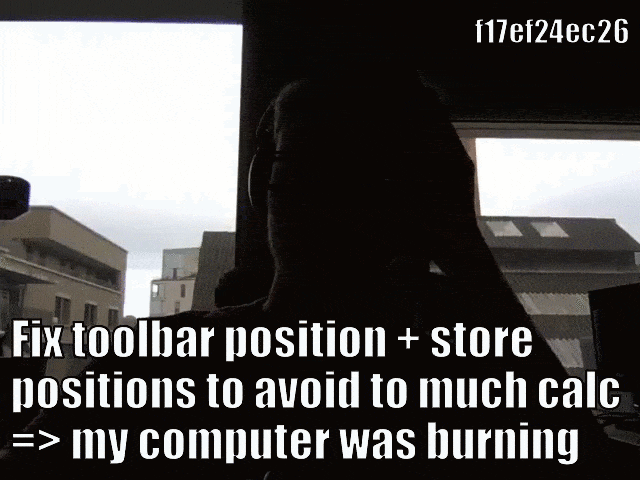 f17ef24ec26
Fix toolbar position + store
positions to avoid to much calc
=> my computer was burning